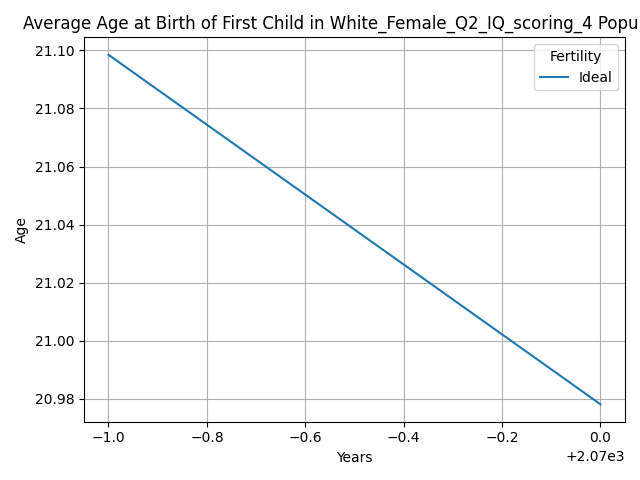 Average Age at Birth of First Child in White_Female_Q2_IQ_scoring_4 Popu
21.10
21.08
21.06
21.04
21.02
21.00
20.98
Age
Fertility
Ideal
−1.0 −0.8 −0.6 −0.4 −0.2 0.0
Years
+2.07e3